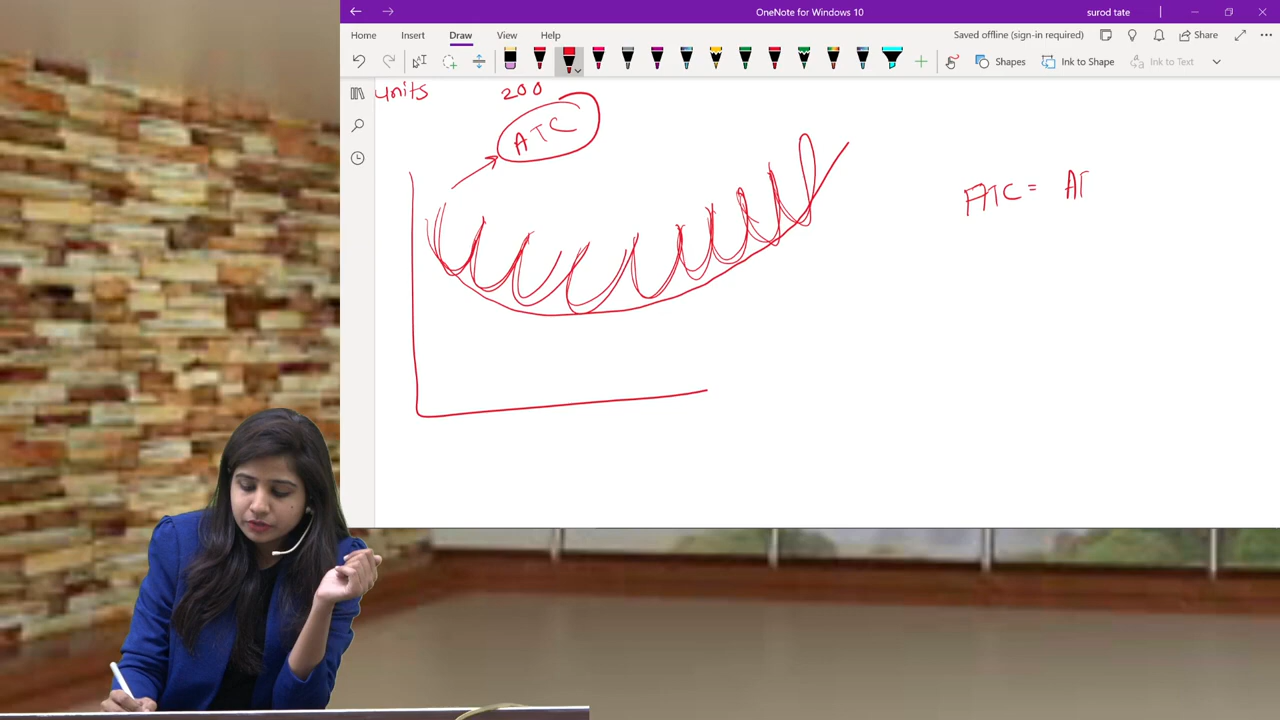 OneNote for Windows 10
surod tate
Home Insert Draw View Help
Saved offline (sign-in required)
Share
Shapes
Ink to Shape
Ink to Text
units 200
ATC
ATC =